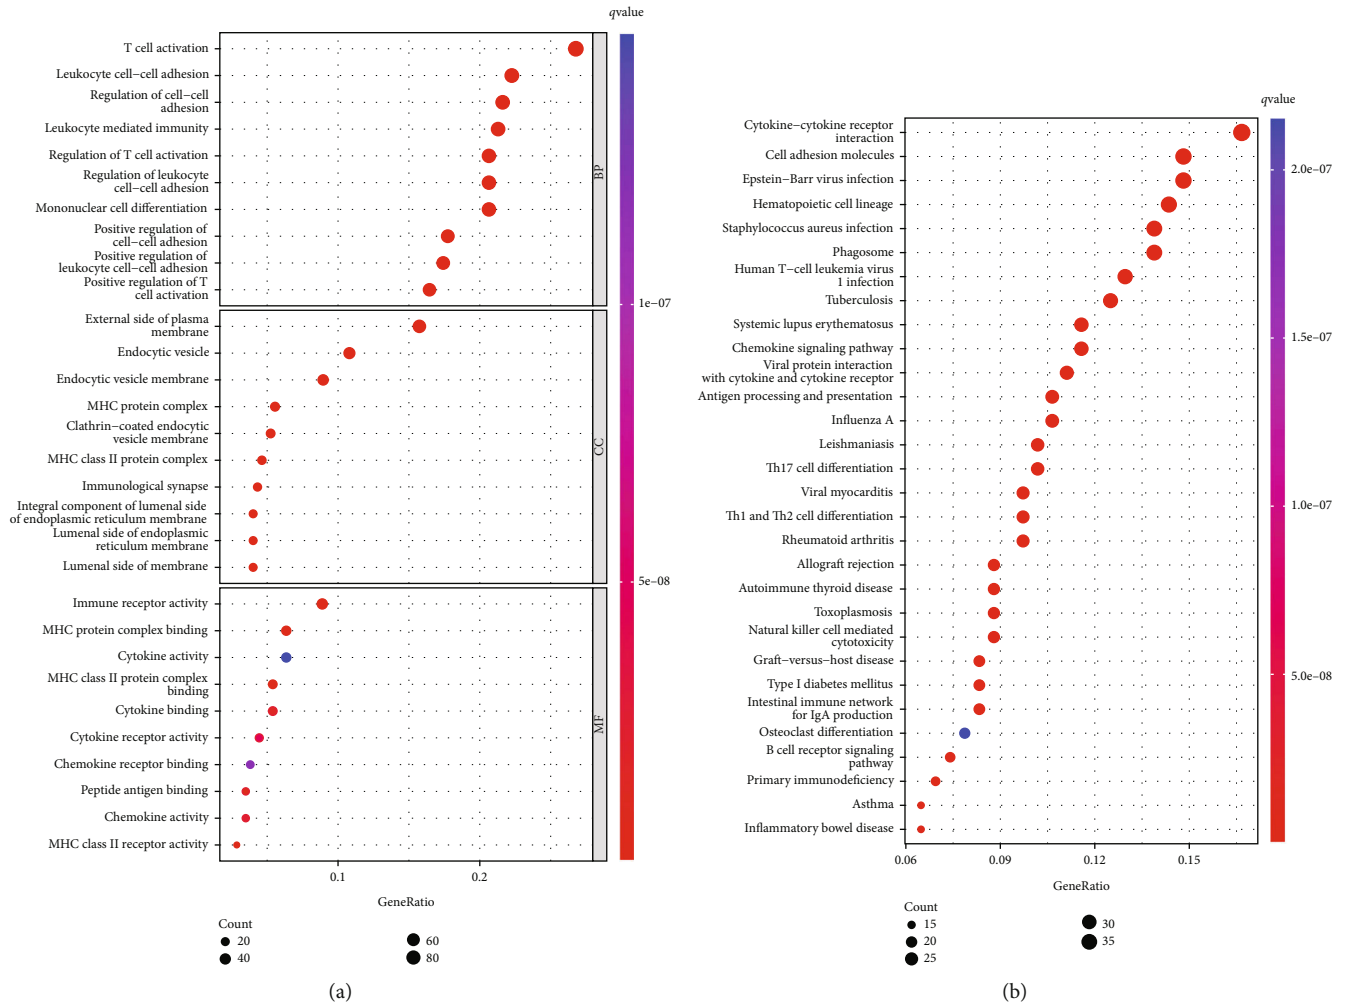 qvalue
T cell activation
Leukocyte cell−cell adhesion
Regulation of cell−cell
adhesion
Leukocyte mediated immunity
Regulation of T cell activation
Regulation of leukocyte
cell−cell adhesion
Mononuclear cell differentiation
Positive regulation of
cell−cell adhesion
Positive regulation of
leukocyte cell−cell adhesion
Positive regulation of T
cell activation
BP
External side of plasma
membrane
Endocytic vesicle
Endocytic vesicle membrane
MHC protein complex
Clathrin−coated endocytic
vesicle membrane
MHC class II protein complex
Immunological synapse
Integral component of lumenal side
of endoplasmic reticulum membrane
Lumenal side of endoplasmic
reticulum membrane
Lumenal side of membrane
CC
Immune receptor activity
MHC protein complex binding
Cytokine activity
MHC class II protein complex
binding
Cytokine binding
Cytokine receptor activity
Chemokine receptor binding
Peptide antigen binding
Chemokine activity
MHC class II receptor activity
MF
1e−07
5e−08
0.1
0.2
GeneRatio
Count
20
40
60
80
(a)
qvalue
Cytokine−cytokine receptor
interaction
Cell adhesion molecules
Epstein−Barr virus infection
Hematopoietic cell lineage
Staphylococcus aureus infection
Phagosome
Human T−cell leukemia virus
1 infection
Tuberculosis
Systemic lupus erythematosus
Chemokine signaling pathway
Viral protein interaction
with cytokine and cytokine receptor
Antigen processing and presentation
Influenza A
Leishmaniasis
Th17 cell differentiation
Viral myocarditis
Th1 and Th2 cell differentiation
Rheumatoid arthritis
Allograft rejection
Autoimmune thyroid disease
Toxoplasmosis
Natural killer cell mediated
cytotoxicity
Graft−versus−host disease
Type I diabetes mellitus
Intestinal immune network
for IgA production
Osteoclast differentiation
B cell receptor signaling
pathway
Primary immunodeficiency
Asthma
Inflammatory bowel disease
2.0e−07
1.5e−07
1.0e−07
5.0e−08
0.06
0.09
0.12
0.15
GeneRatio
Count
15
20
25
30
35
(b)